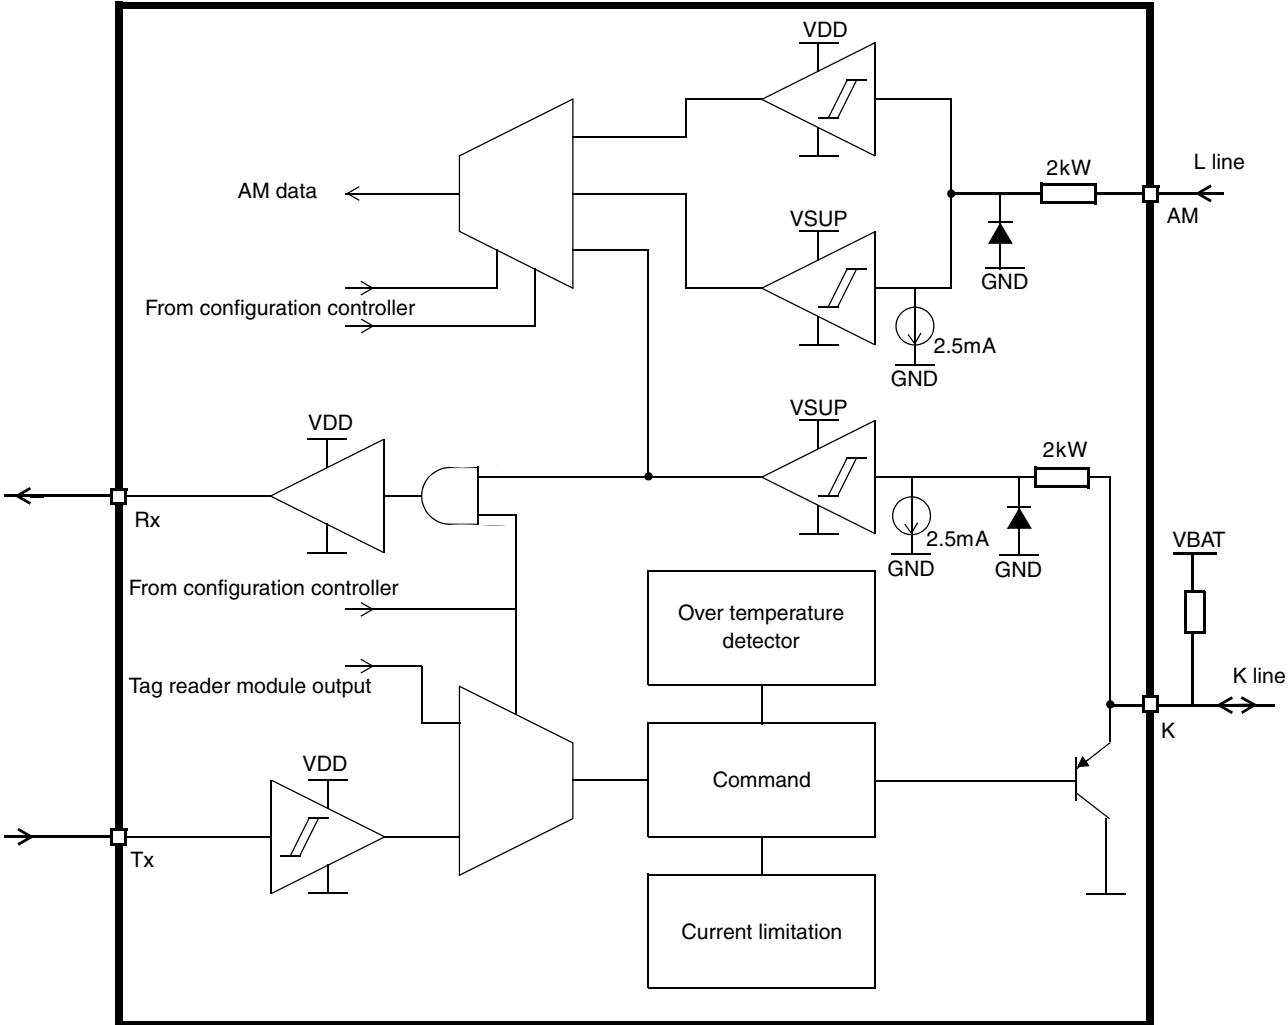 VDD
2kW
L line
AM data
VSUP
AM
GND
From configuration controller
2.5mA
GND
VSUP
VDD
2kW
Rx
2.5mA
VBAT
GND
GND
From configuration controller
Over temperature
detector
K line
Tag reader module output
K
VDD
Command
Tx
Current limitation